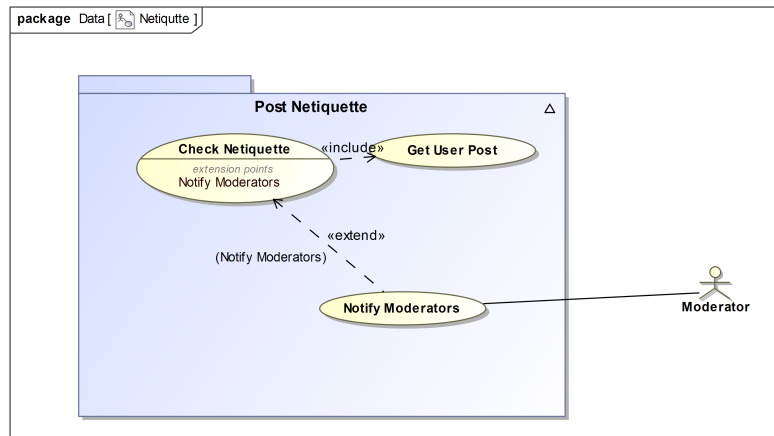 package Data [ Netiqutte ]
Post Netiquette
Check Netiquette
extension points
Notify Moderators
«include»
Get User Post
«extend»
(Notify Moderators)
Notify Moderators
Moderator